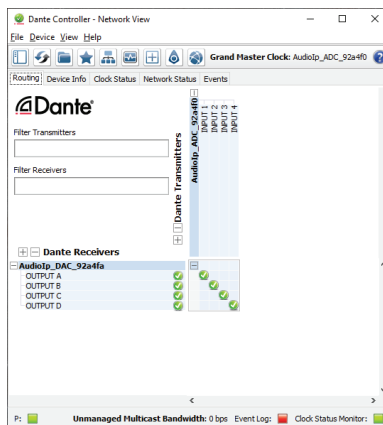 Dante Controller - Network View
File Device View Help
Grand Master Clock: AudioIp_ADC_92a4f0
Routing Device Info Clock Status Network Status Events
Dante
Filter Transmitters
Filter Receivers
Dante Transmitters
AudioIp_ADC_92a4f0
INPUT 1
INPUT 2
INPUT 3
INPUT 4
Dante Receivers
AudioIp_DAC_92a4fa
OUTPUT A
OUTPUT B
OUTPUT C
OUTPUT D
P: Unmanaged Multicast Bandwidth: 0 bps Event Log: Clock Status Monitor: